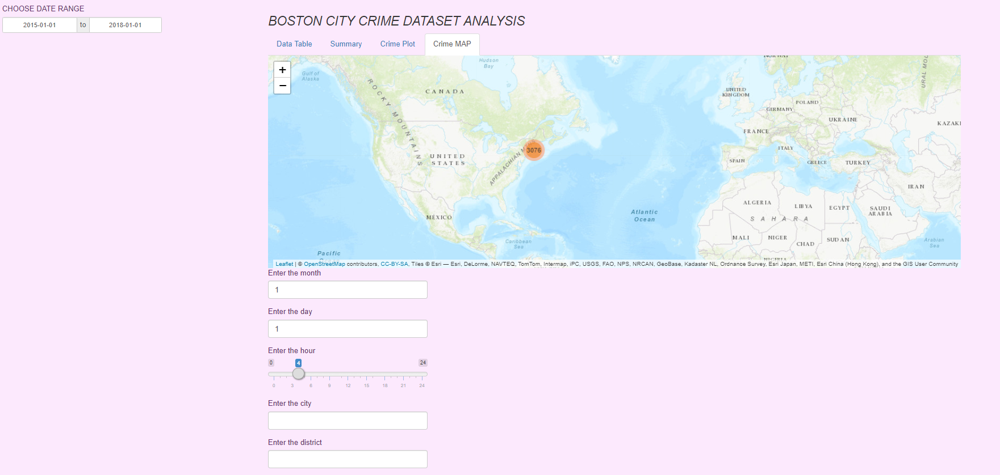 CHOOSE DATE RANGE
2015-01-01 to 2018-01-01
BOSTON CITY CRIME DATASET ANALYSIS
Data Table Summary Crime Plot Crime MAP
+
−
Gulf of
Alaska
Hudson
Bay
NORWAY
URAL MOU
ROCKY MOUNTAINS
CANADA
UNITED
KINGDOM
POLAND
GERMANY
UKRAINE
KAZAK
FRANCE
3076
ITALY
UNITED
STATES
APPALACHIAN
SPAIN
GREECE
TURKEY
IRAN
ALGERIA
LIBYA
EGYPT
SAUDI
ARABIA
Atlantic
Ocean
MÉXICO
SAHARA
MALI
NIGER
CHAD
SUDAN
Caribbean
Sea
Arabian
Sea
Pacific
Leaflet | © OpenStreetMap contributors, CC-BY-SA, Tiles © Esri — Esri, DeLorme, NAVTEQ, TomTom, Intermap, iPC, USGS, FAO, NPS, NRCAN, GeoBase, Kadaster NL, Ordnance Survey, Esri Japan, METI, Esri China (Hong Kong), and the GIS User Community
Enter the month
1
Enter the day
1
Enter the hour
0 4 24
0 3 6 9 12 15 18 21 24
Enter the city
Enter the district